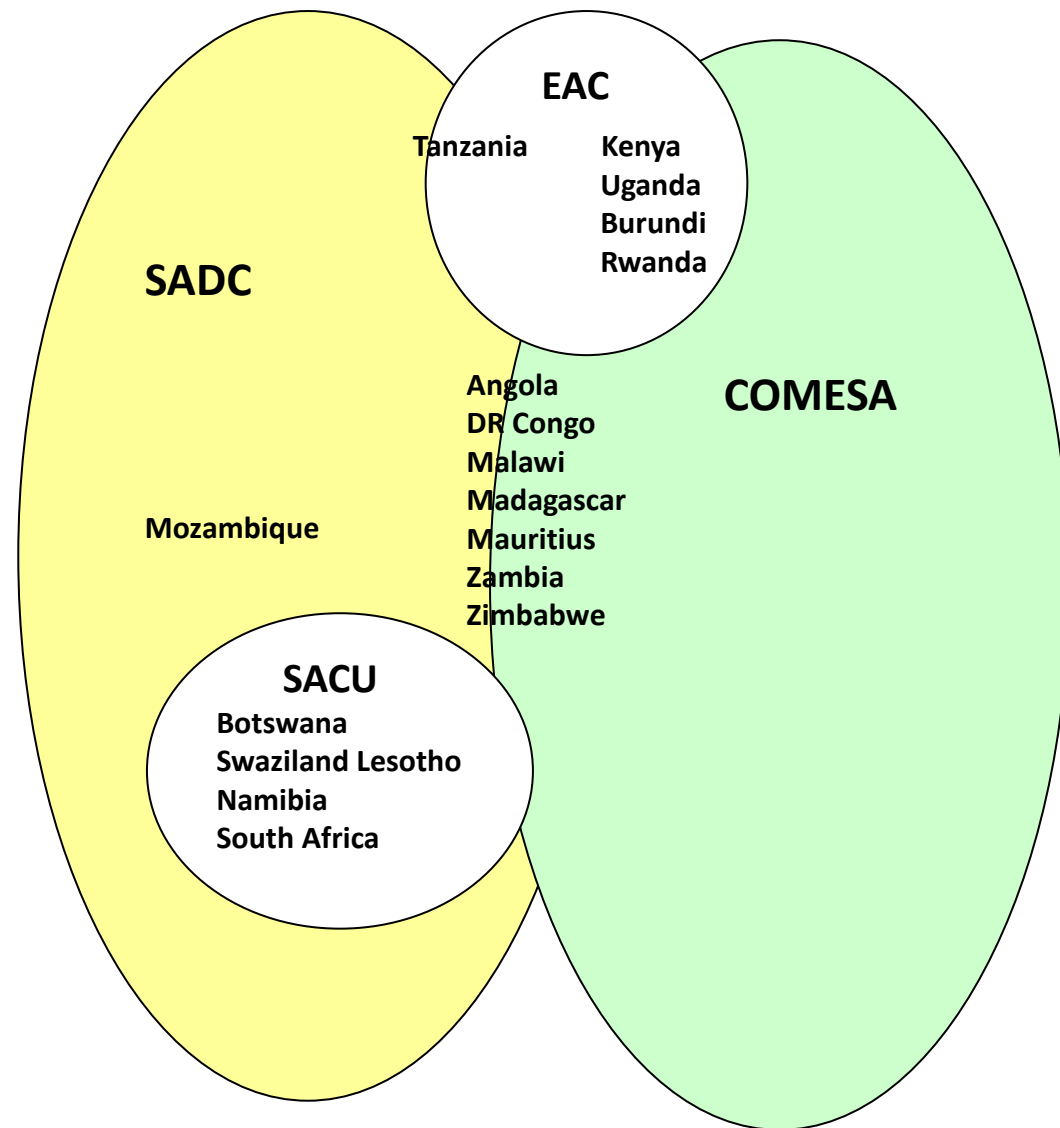 EAC
Tanzania
Kenya
Uganda
Burundi
Rwanda
SADC
COMESA
Angola
DR Congo
Malawi
Madagascar
Mauritius
Zambia
Zimbabwe
Mozambique
SACU
Botswana
Swaziland Lesotho
Namibia
South Africa